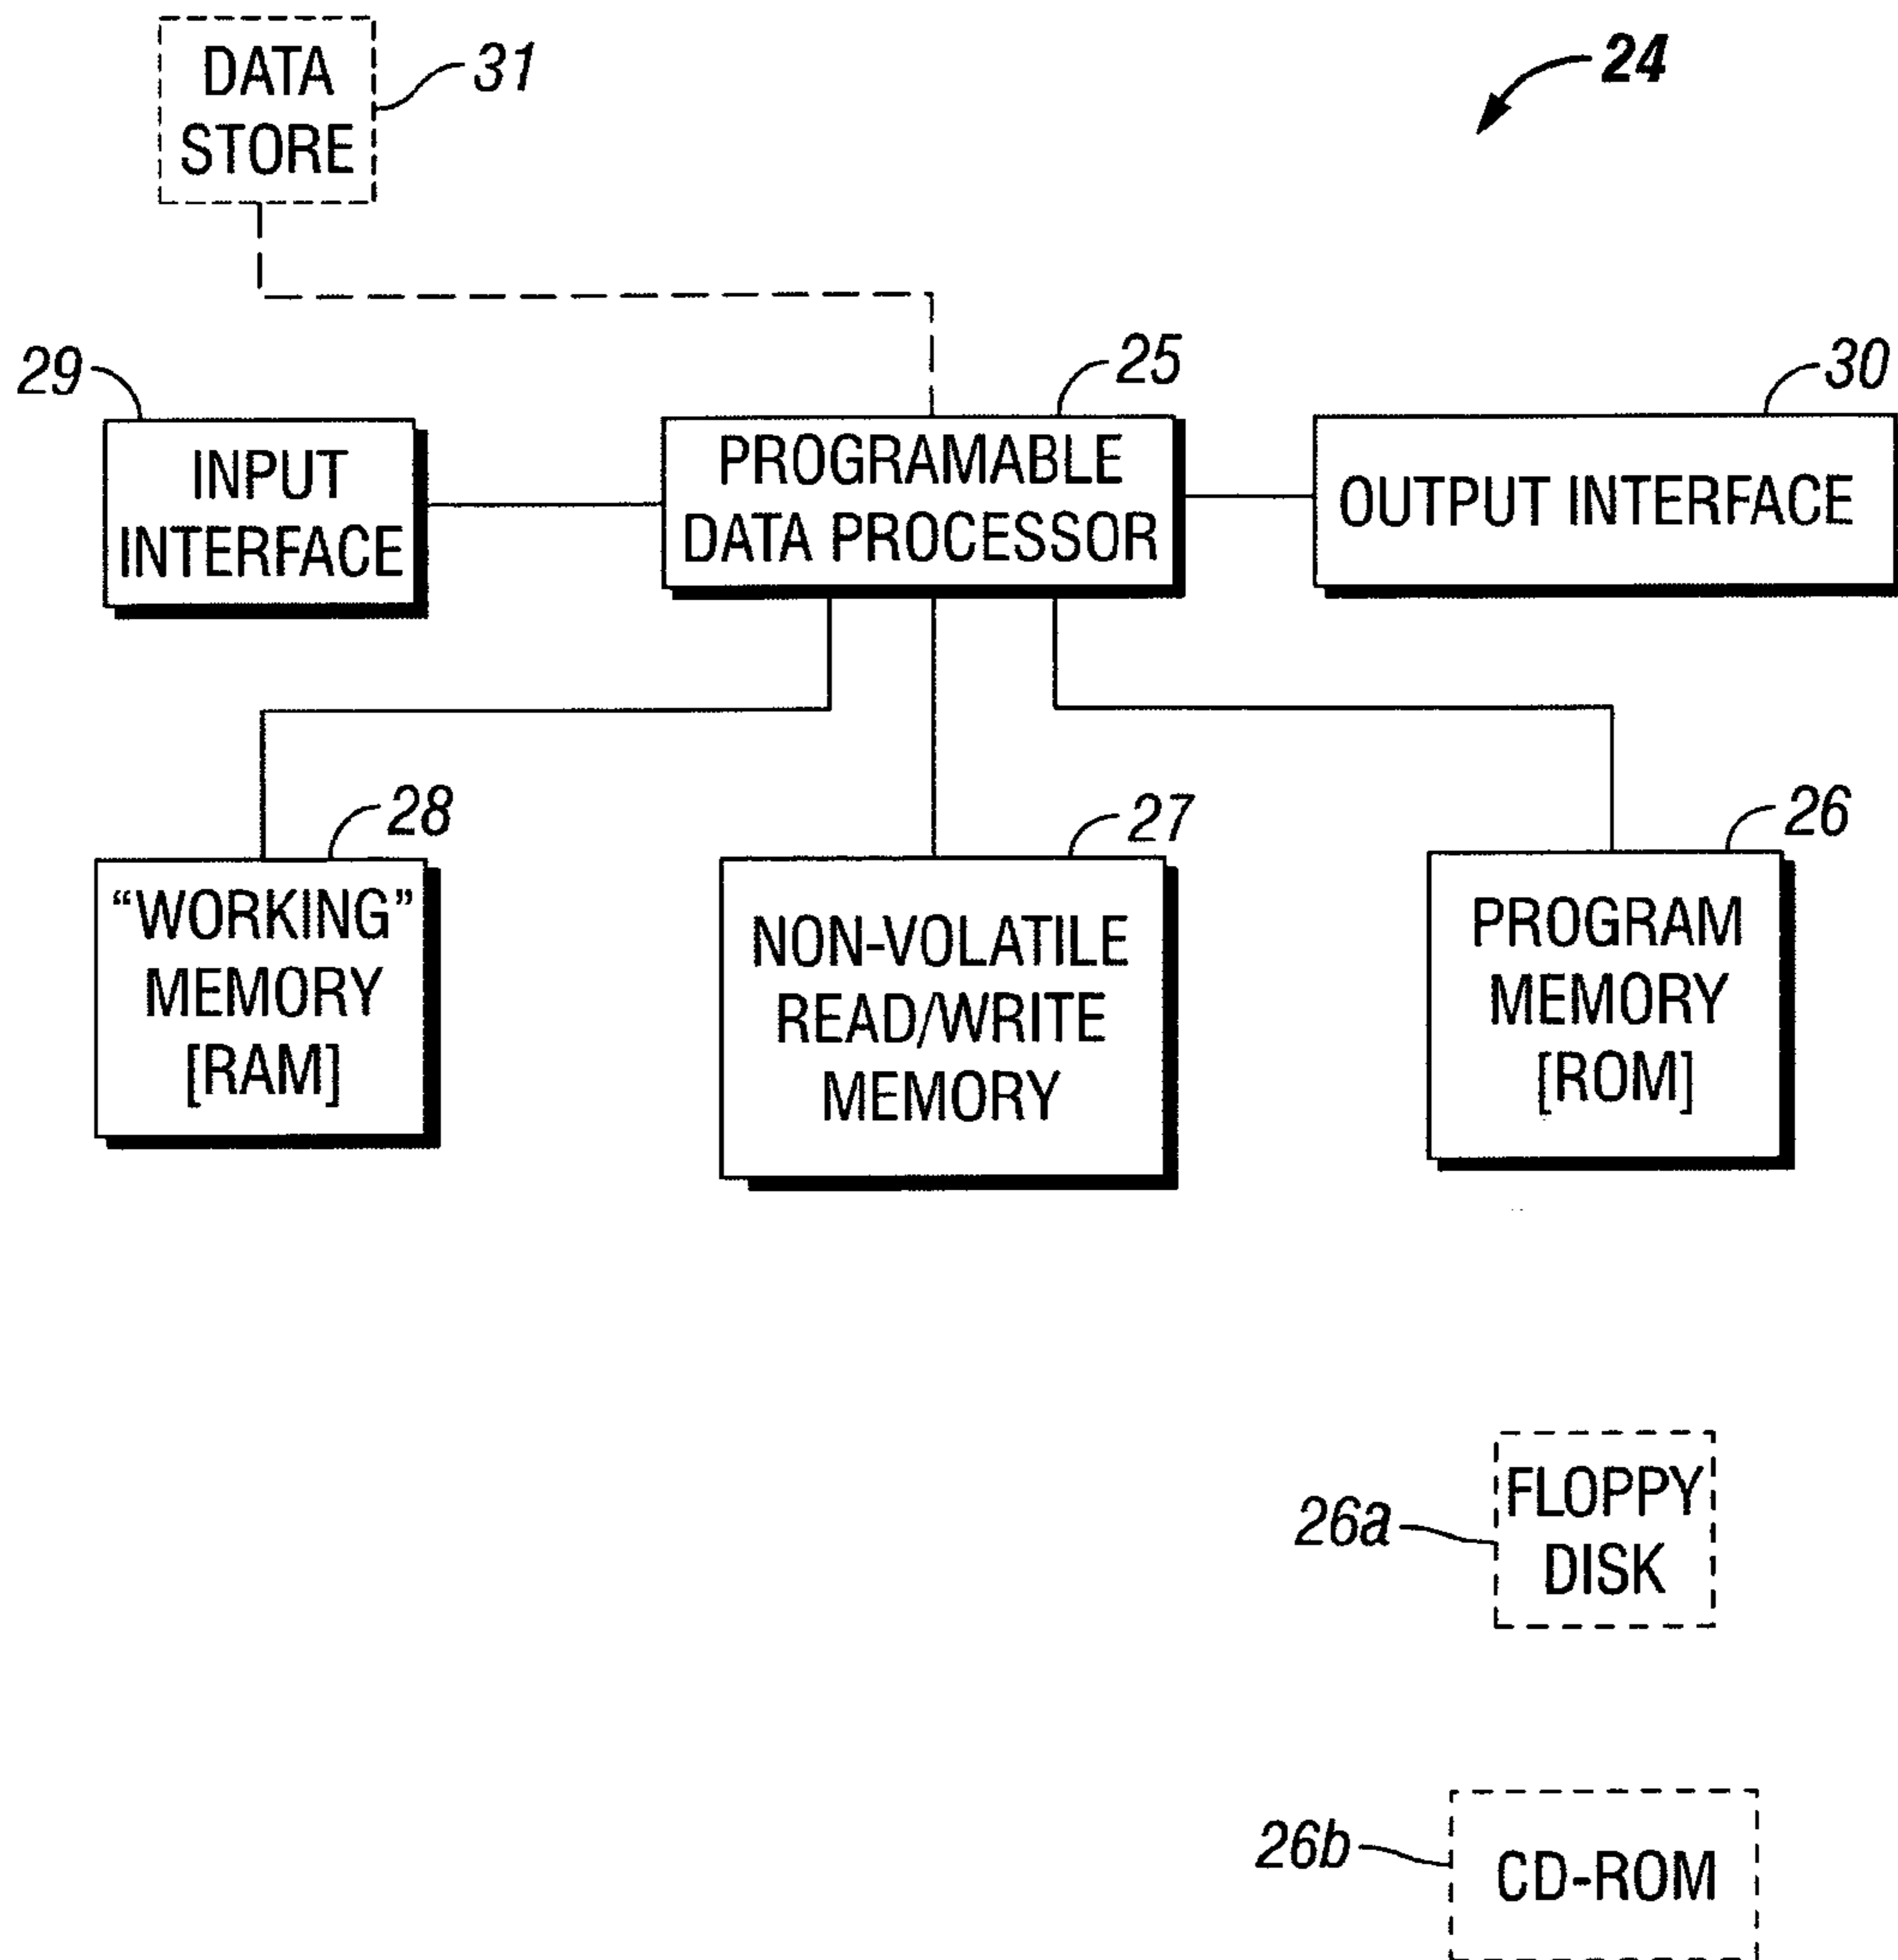 DATA
STORE
31
24
29
INPUT
INTERFACE
25
PROGRAMABLE
DATA PROCESSOR
30
OUTPUT INTERFACE
28
“WORKING”
MEMORY
[RAM]
27
NON-VOLATILE
READ/WRITE
MEMORY
26
PROGRAM
MEMORY
[ROM]
26a
FLOPPY
DISK
26b
CD-ROM